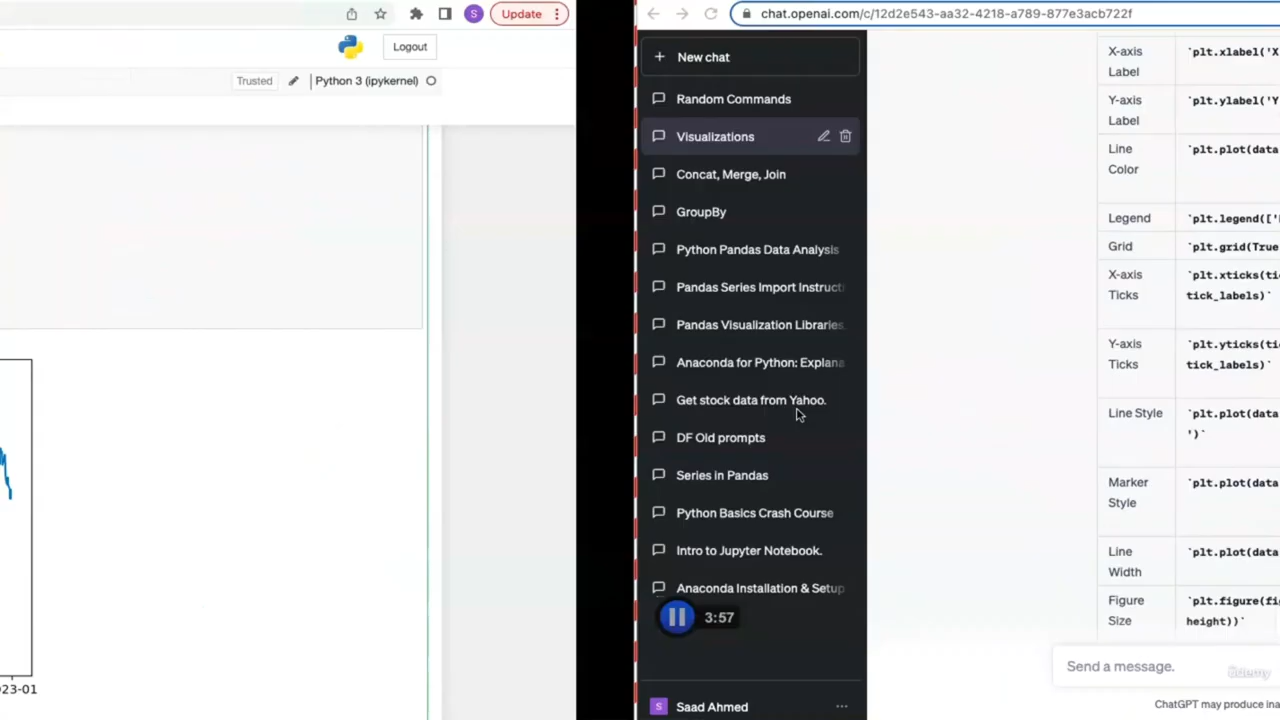 Update
Logout
Trusted
Python 3 (ipykernel)
23-01
chat.openai.com/c/12d2e543-aa32-4218-a789-877e3acb722f
+ New chat
Random Commands
Visualizations
Concat, Merge, Join
GroupBy
Python Pandas Data Analysis
Pandas Series Import Instructi
Pandas Visualization Libraries.
Anaconda for Python: Explana
Get stock data from Yahoo.
DF Old prompts
Series in Pandas
Python Basics Crash Course
Intro to Jupyter Notebook.
Anaconda Installation & Setup
3:57
S Saad Ahmed
X-axis Label `plt.xlabel('X
Y-axis Label `plt.ylabel('Y
Line Color `plt.plot(data
Legend `plt.legend(['
Grid `plt.grid(True
X-axis Ticks `plt.xticks(ti
tick_labels)`
Y-axis Ticks `plt.yticks(ti
tick_labels)`
Line Style `plt.plot(data
')`
Marker Style `plt.plot(data
Line Width `plt.plot(data
Figure Size `plt.figure(fi
height))`
Send a message.
ûdemy
ChatGPT may produce ina